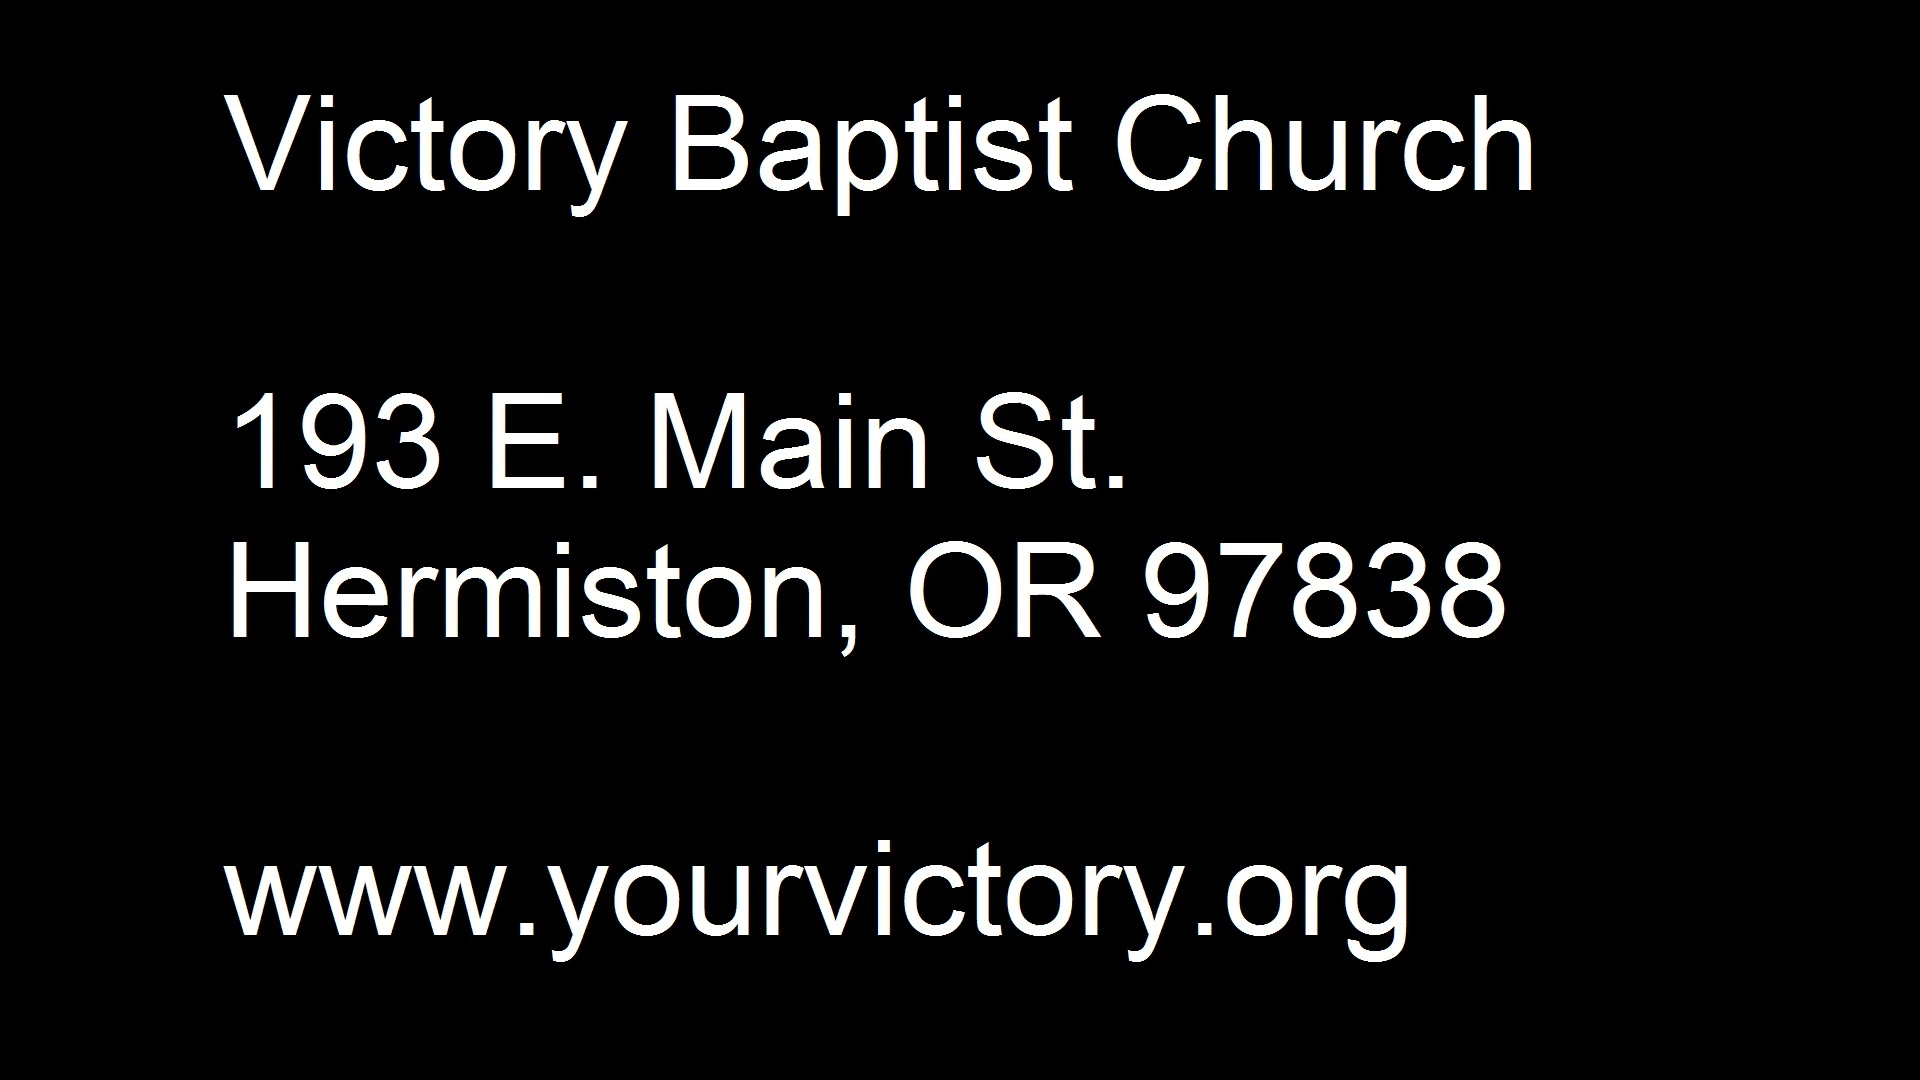 Victory Baptist Church
193 E. Main St.
Hermiston, OR 97838
www.yourvictory.org